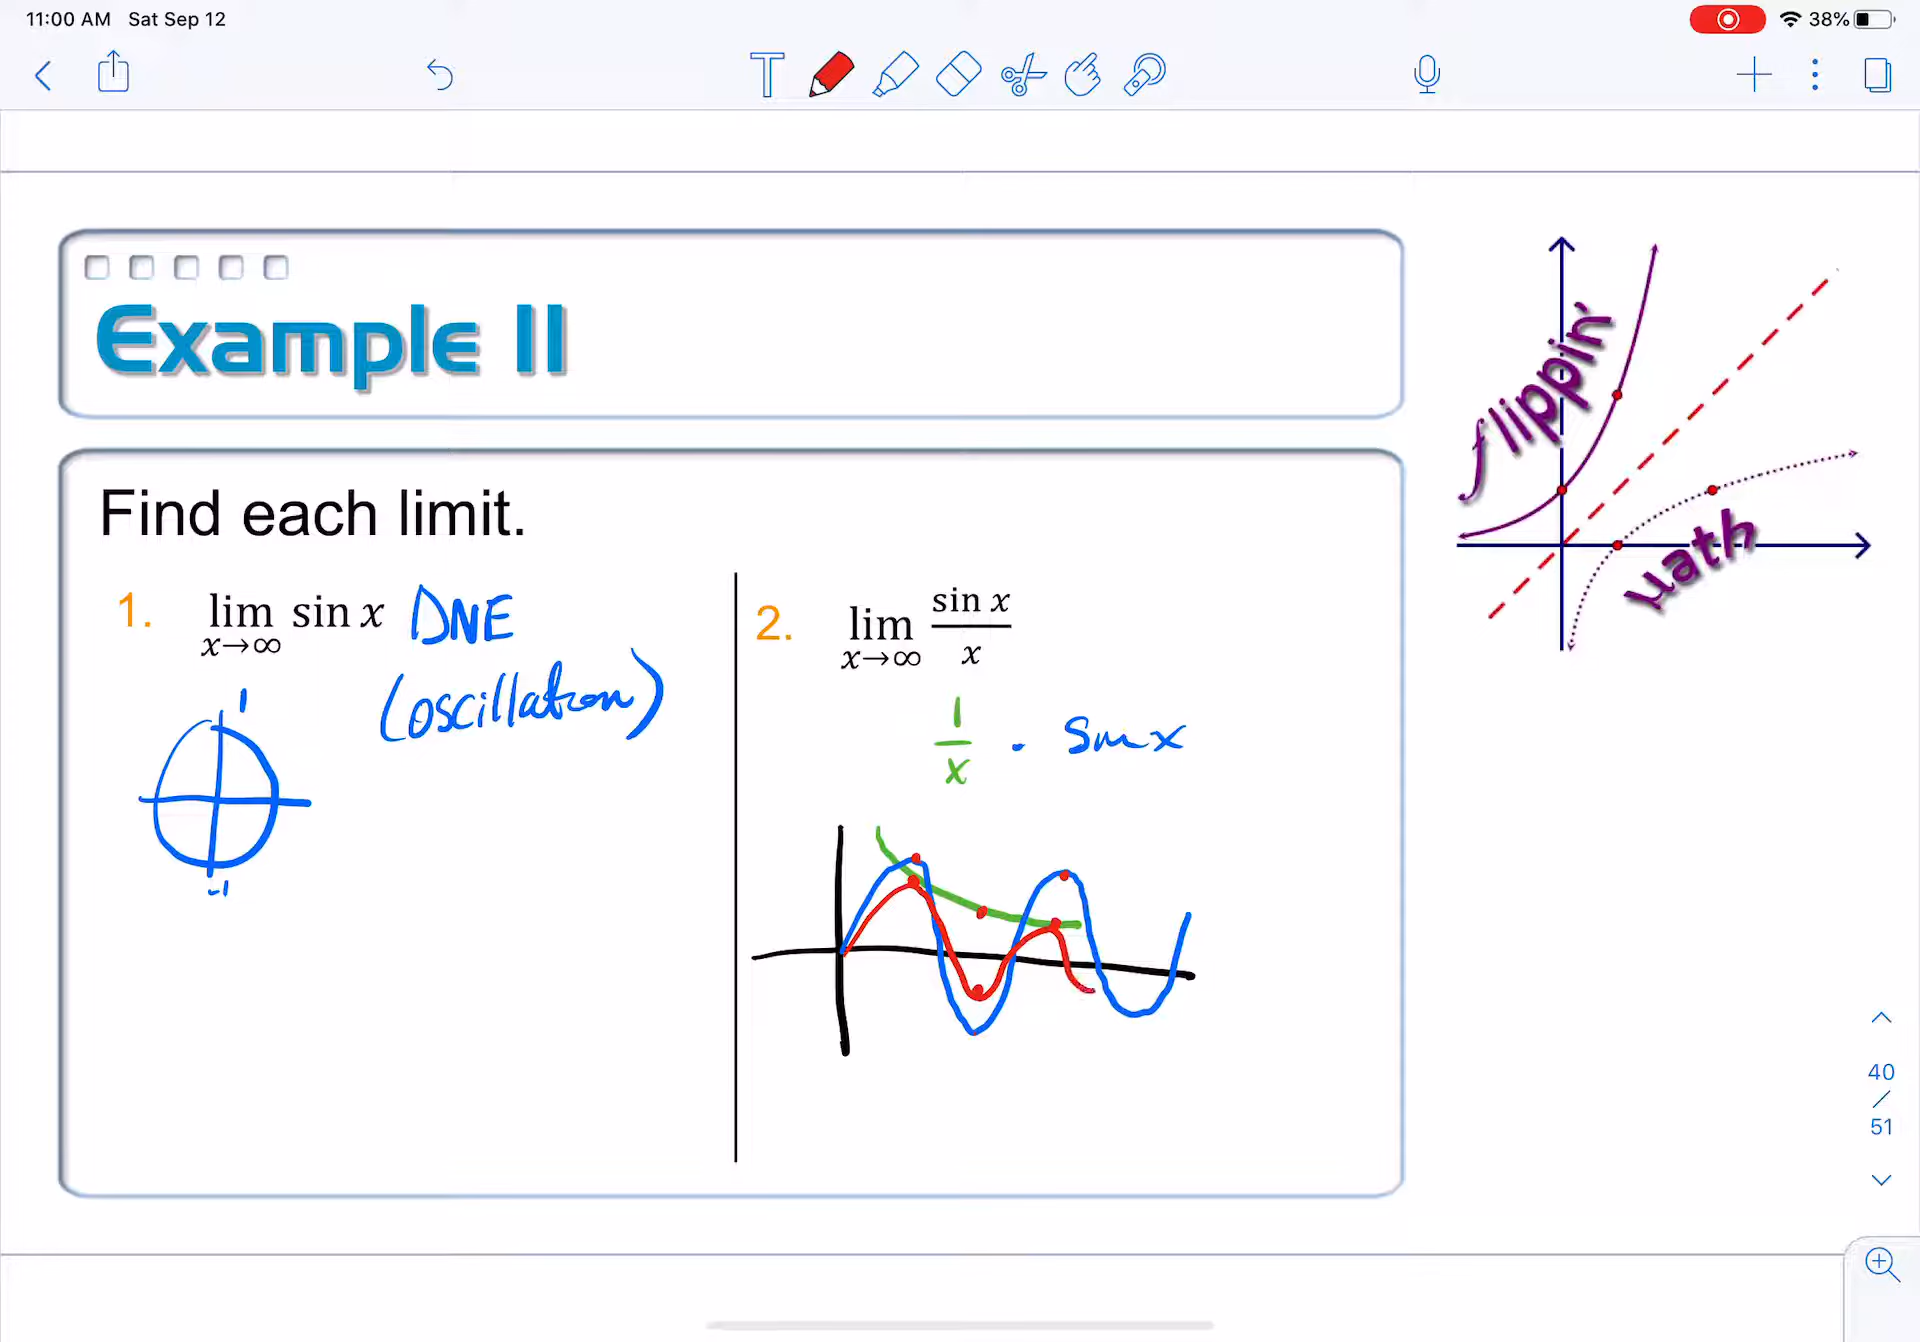 11:00 AM Sat Sep 12
38%
T
Example II
flippin'
math
Find each limit.
1. lim x→∞ sin x DNE
(oscillation)
1
-1
2. lim x→∞ sin x / x
1/x · sin x
40
/
51